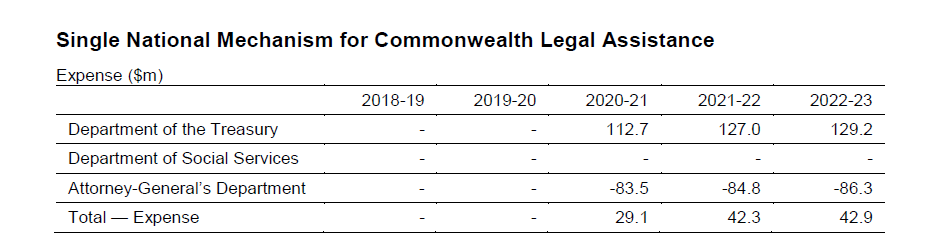 Single National Mechanism for Commonwealth Legal Assistance
Expense ($m)
2018-19 2019-20 2020-21 2021-22 2022-23
Department of the Treasury - - 112.7 127.0 129.2
Department of Social Services - - - - -
Attorney-General’s Department - - -83.5 -84.8 -86.3
Total — Expense - - 29.1 42.3 42.9